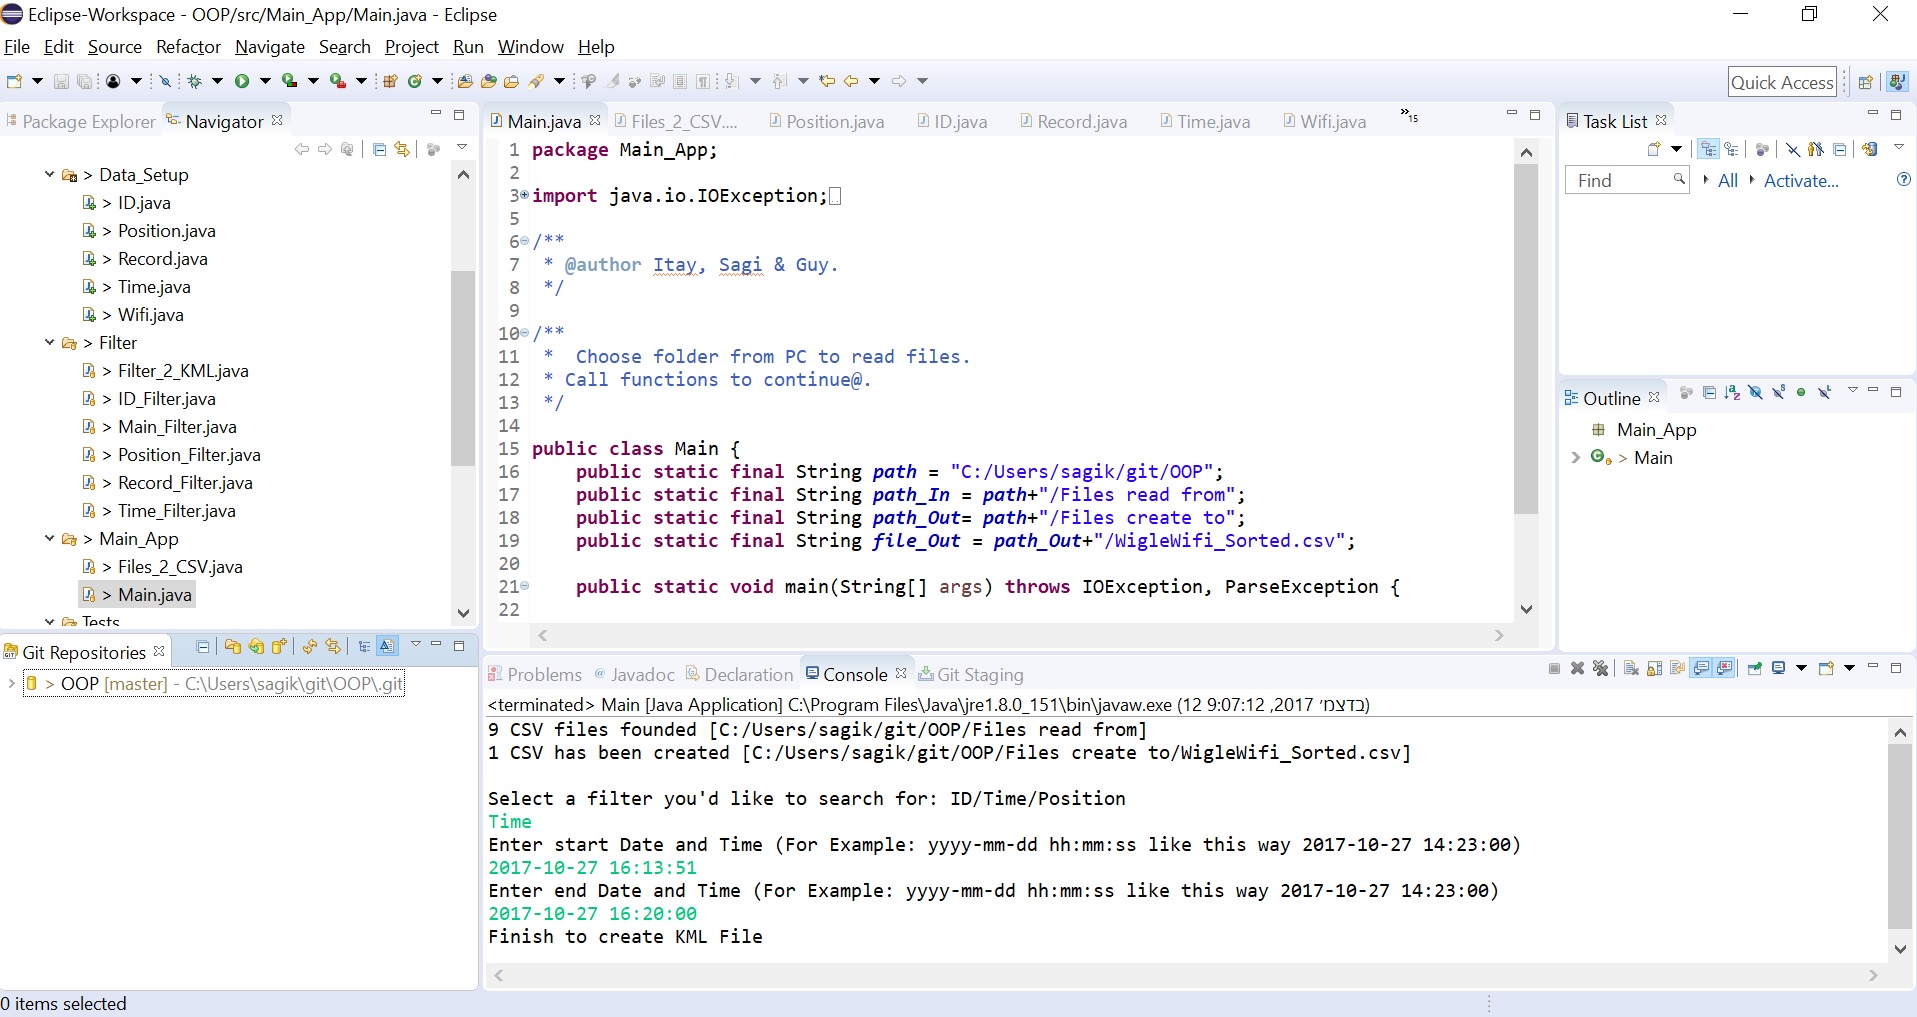 Eclipse-Workspace - OOP/src/Main_App/Main.java - Eclipse
File Edit Source Refactor Navigate Search Project Run Window Help
Quick Access
Package Explorer Navigator
> Data_Setup
> ID.java
> Position.java
> Record.java
> Time.java
> Wifi.java
> Filter
> Filter_2_KML.java
> ID_Filter.java
> Main_Filter.java
> Position_Filter.java
> Record_Filter.java
> Time_Filter.java
> Main_App
> Files_2_CSV.java
> Main.java
> Tests
Git Repositories
> OOP [master] - C:\Users\sagik\git\OOP\.git
0 items selected
Main.java Files_2_CSV.... Position.java ID.java Record.java Time.java Wifi.java »15
1 package Main_App;
2
3 import java.io.IOException;
5
6 /**
7 * @author Itay, Sagi & Guy.
8 */
9
10 /**
11 *  Choose folder from PC to read files.
12 * Call functions to continue@.
13 */
14
15 public class Main {
16 public static final String path = "C:/Users/sagik/git/OOP";
17 public static final String path_In = path+"/Files read from";
18 public static final String path_Out= path+"/Files create to";
19 public static final String file_Out = path_Out+"/WigleWifi_Sorted.csv";
20
21 public static void main(String[] args) throws IOException, ParseException {
22
Problems Javadoc Declaration Console Git Staging
<terminated> Main [Java Application] C:\Program Files\Java\jre1.8.0_151\bin\javaw.exe (12 בדצמ׳ 2017, 9:07:12)
9 CSV files founded [C:/Users/sagik/git/OOP/Files read from]
1 CSV has been created [C:/Users/sagik/git/OOP/Files create to/WigleWifi_Sorted.csv]
Select a filter you'd like to search for: ID/Time/Position
Time
Enter start Date and Time (For Example: yyyy-mm-dd hh:mm:ss like this way 2017-10-27 14:23:00)
2017-10-27 16:13:51
Enter end Date and Time (For Example: yyyy-mm-dd hh:mm:ss like this way 2017-10-27 14:23:00)
2017-10-27 16:20:00
Finish to create KML File
Task List
Find All Activate...
Outline
Main_App
> Main